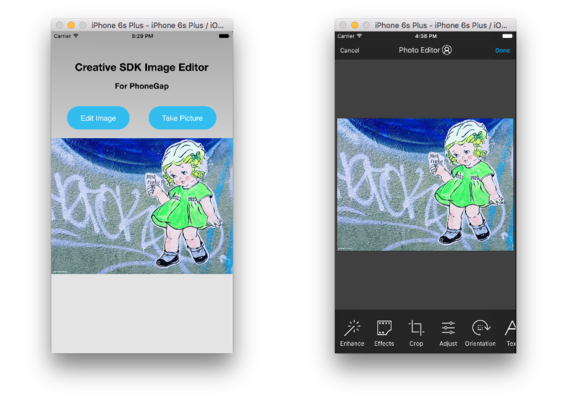 iPhone 6s Plus - iPhone 6s Plus / iO...
Carrier 5:29 PM
Creative SDK Image Editor
For PhoneGap
Edit Image Take Picture
iPhone 6s Plus - iPhone 6s Plus / iO...
Carrier 4:38 PM
Cancel Photo Editor Done
Enhance Effects Crop Adjust Orientation Tex